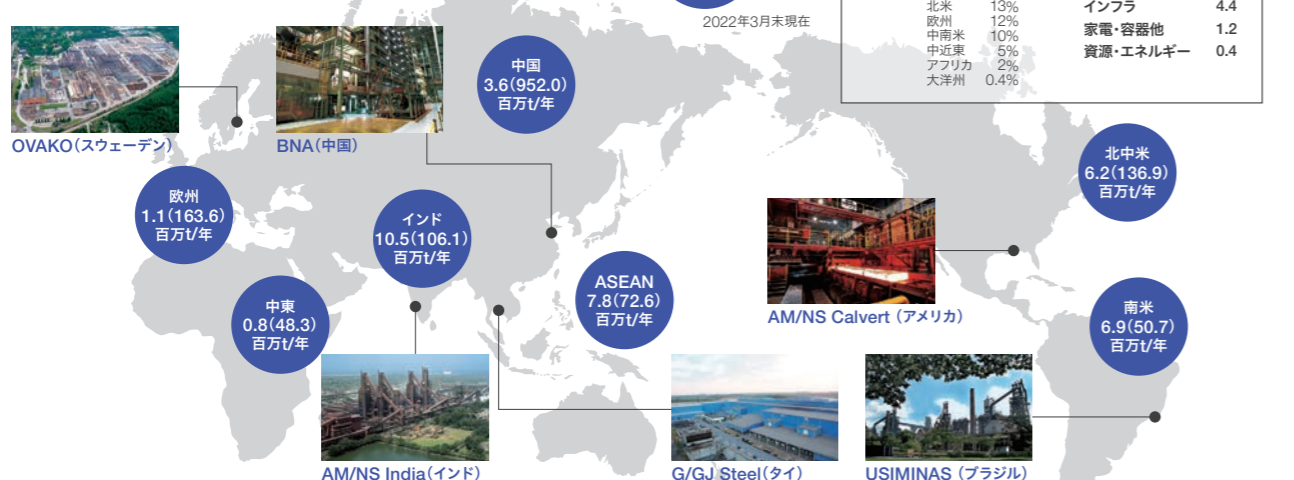 2022年3月末現在
北米 13%
欧州 12%
中南米 10%
中近東 5%
アフリカ 2%
大洋州 0.4%
インフラ 4.4
家電・容器他 1.2
資源・エネルギー 0.4
OVAKO(スウェーデン)
BNA(中国)
中国
3.6(952.0)
百万t/年
欧州
1.1(163.6)
百万t/年
インド
10.5(106.1)
百万t/年
北中米
6.2(136.9)
百万t/年
中東
0.8(48.3)
百万t/年
ASEAN
7.8(72.6)
百万t/年
AM/NS Calvert (アメリカ)
南米
6.9(50.7)
百万t/年
AM/NS India(インド)
G/GJ Steel(タイ)
USIMINAS (ブラジル)